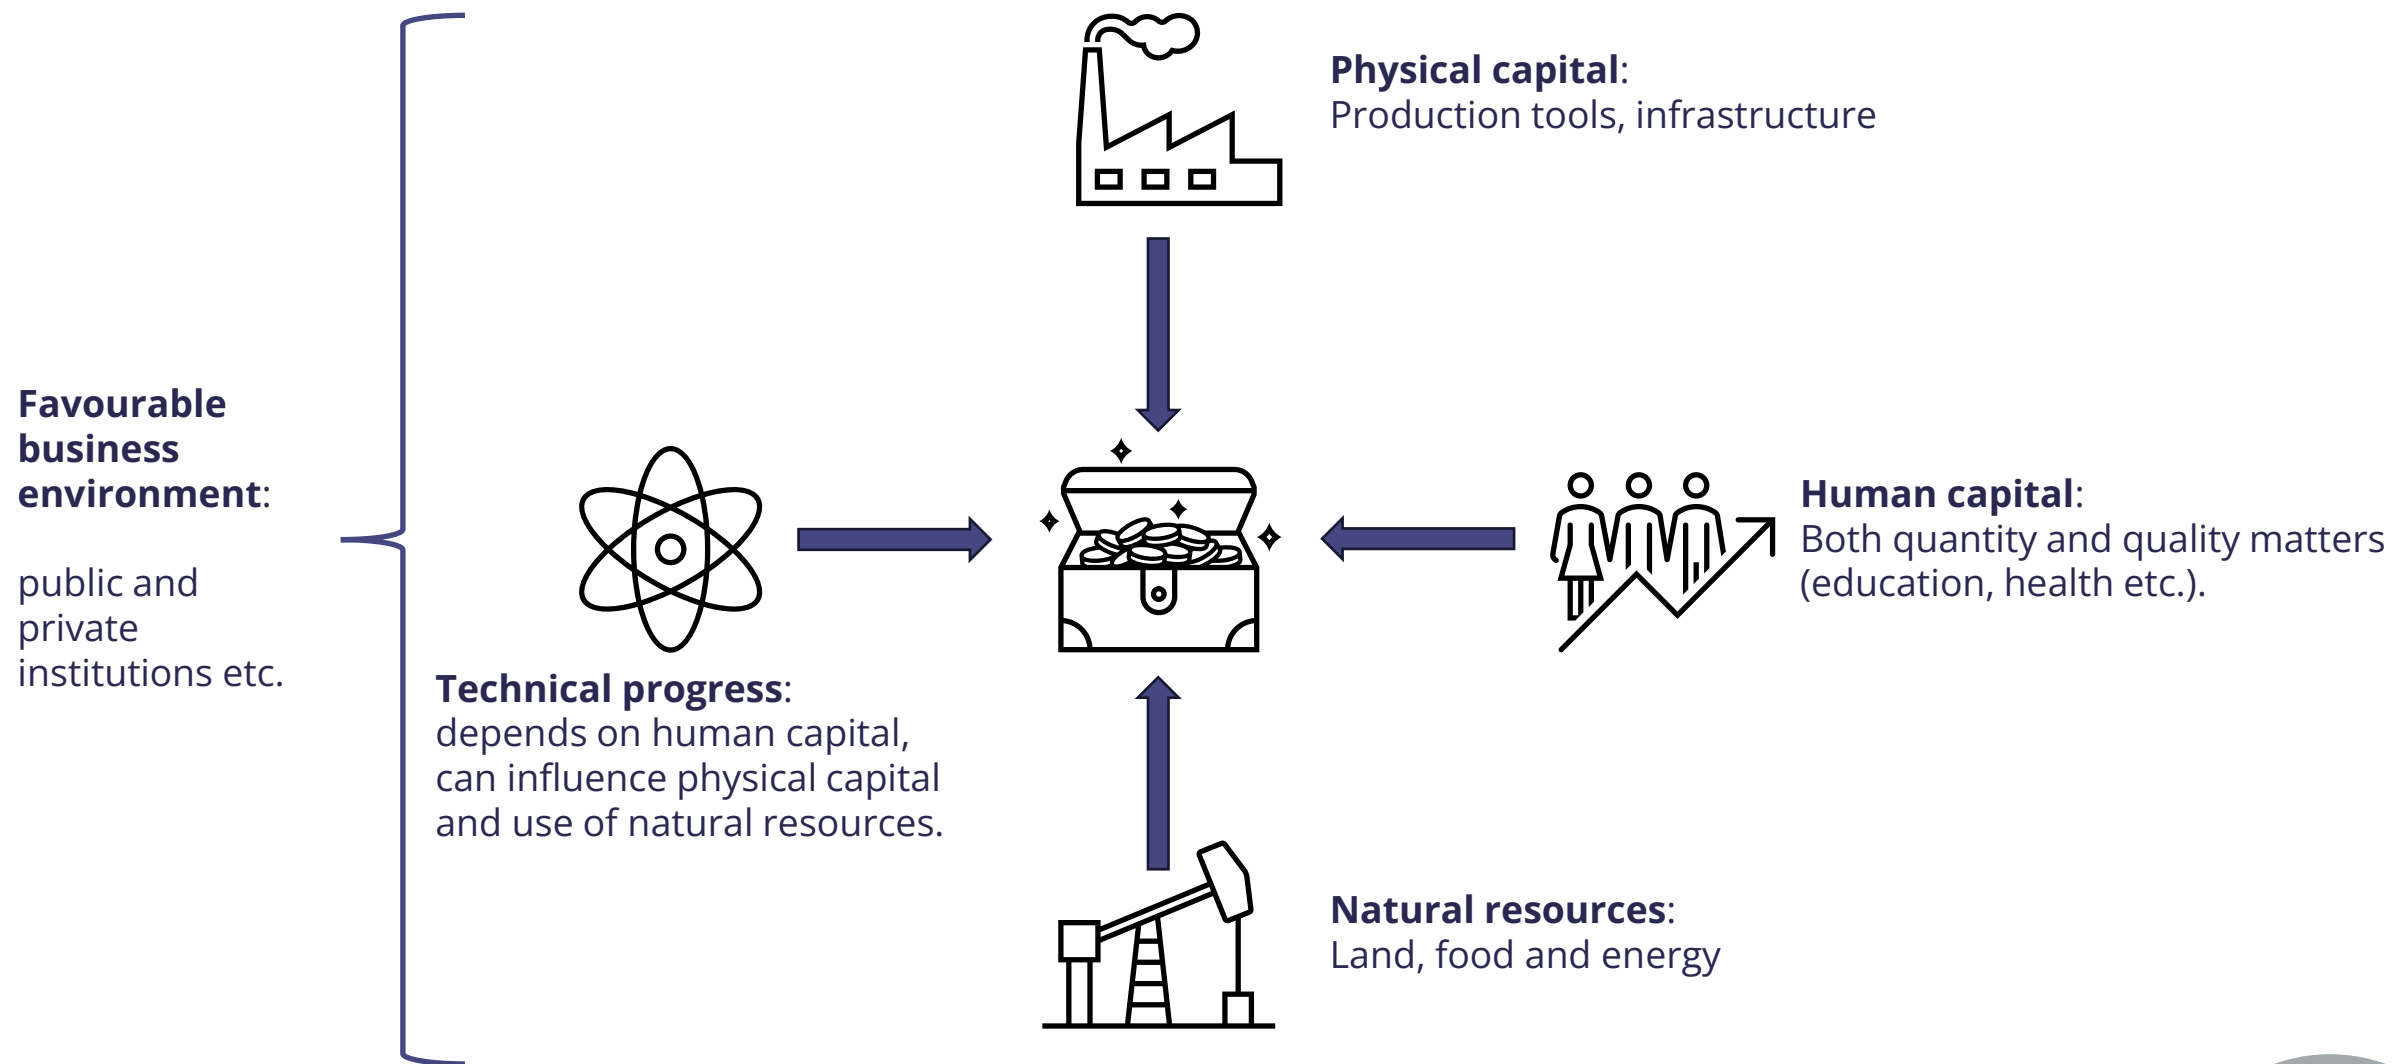 Physical capital:
Production tools, infrastructure
Favourable
business
environment:
public and
private
institutions etc.
Human capital:
Both quantity and quality matters
(education, health etc.).
Technical progress:
depends on human capital,
can influence physical capital
and use of natural resources.
Natural resources:
Land, food and energy